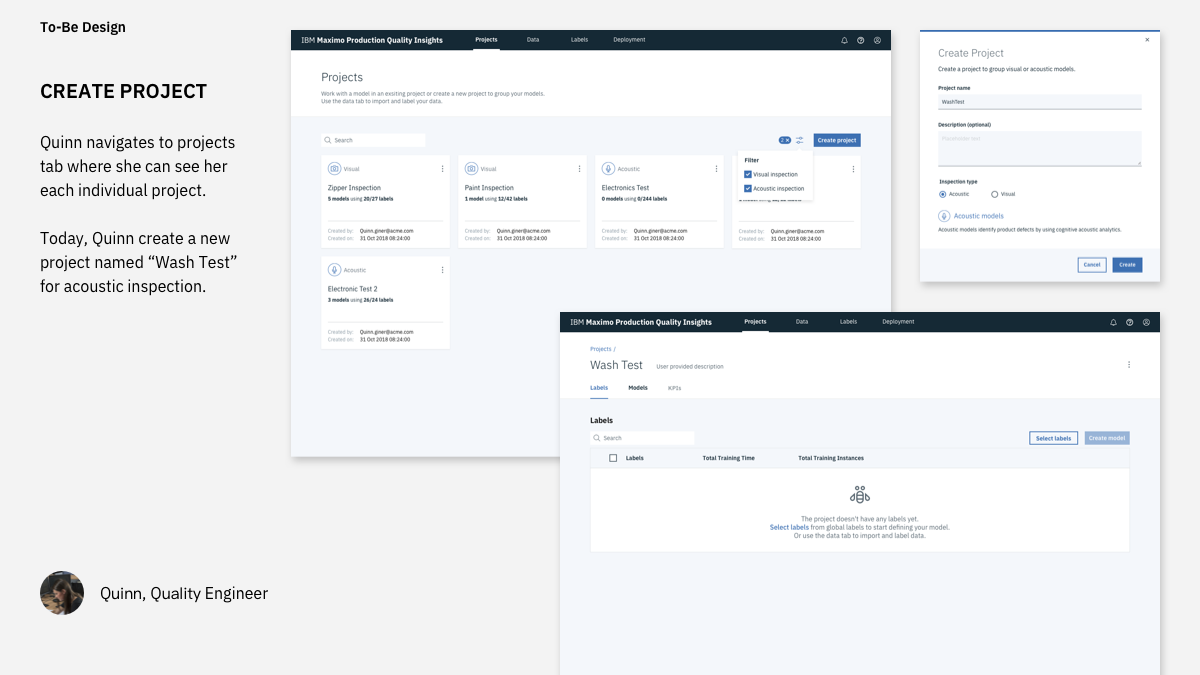 To-Be Design
CREATE PROJECT
Quinn navigates to projects
tab where she can see her
each individual project.
Today, Quinn create a new
project named “Wash Test”
for acoustic inspection.
Quinn, Quality Engineer
IBM Maximo Production Quality Insights
Projects
Data
Labels
Deployment
Projects
Work with a model in an exsiting project or create a new project to group your models.
Use the data tab to import and label your data.
Search
2 ×
Create project
Filter
Visual inspection
Acoustic inspection
Visual
Zipper Inspection
5 models using 20/27 labels
Created by: Quinn.giner@acme.com
Created on: 31 Oct 2018 08:24:00
Visual
Paint Inspection
1 model using 12/42 labels
Created by: Quinn.giner@acme.com
Created on: 31 Oct 2018 08:24:00
Acoustic
Electronics Test
0 models using 0/244 labels
Created by: Quinn.giner@acme.com
Created on: 31 Oct 2018 08:24:00
Created by: Quinn.giner@acme.com
Created on: 31 Oct 2018 08:24:00
Acoustic
Electronic Test 2
3 models using 26/24 labels
Created by: Quinn.giner@acme.com
Created on: 31 Oct 2018 08:24:00
Create Project
Create a project to group visual or acoustic models.
Project name
WashTest
Description (optional)
Placeholder text
Inspection type
Acoustic
Visual
Acoustic models
Acoustic models identify product defects by using cognitive acoustic analytics.
Cancel
Create
IBM Maximo Production Quality Insights
Projects
Data
Labels
Deployment
Projects /
Wash Test
User provided description
Labels
Models
KPIs
Labels
Search
Select labels
Create model
Labels
Total Training Time
Total Training Instances
The project doesn't have any labels yet.
Select labels from global labels to start defining your model.
Or use the data tab to import and label data.